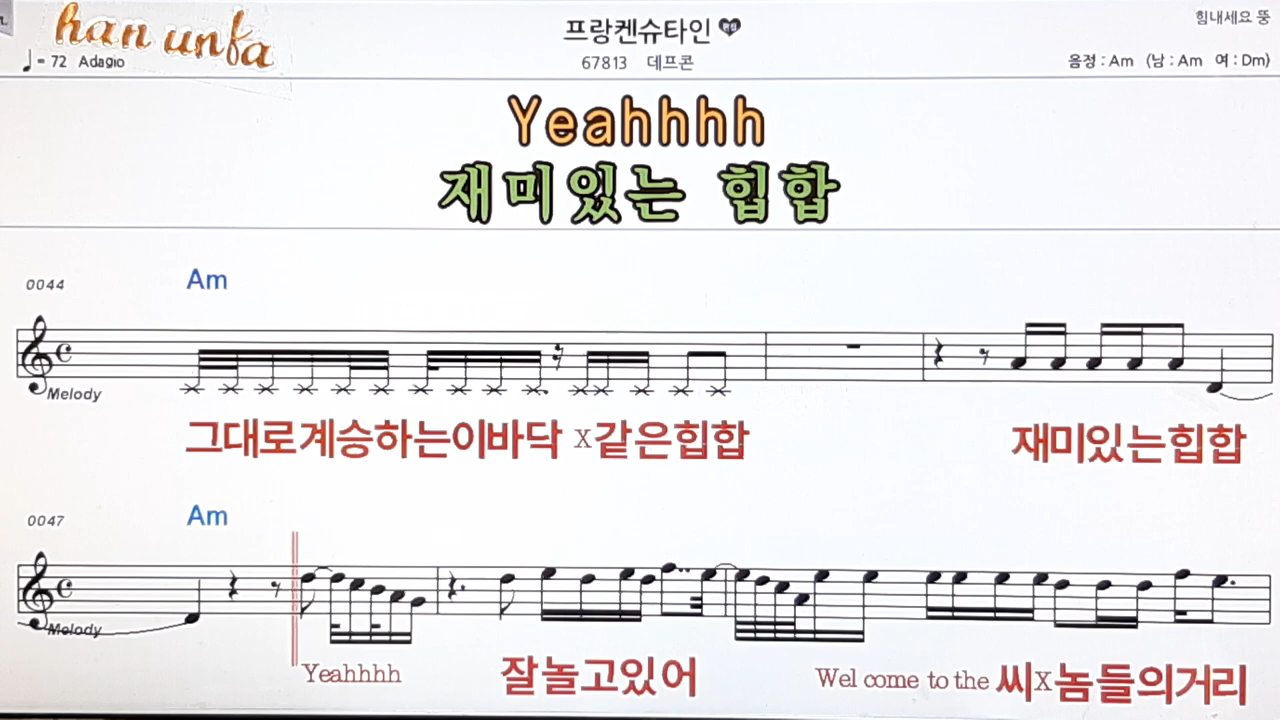 han unfa
프랑켄슈타인
힘내세요 뚱
♩= 72 Adagio
67813 데프콘
음정 : Am (남 : Am 여 : Dm)
Yeahhhh
재미있는 힙합
0044
Am
Melody
그대로계승하는이바닥 X같은힙합
재미있는힙합
0047
Am
Melody
Yeahhhh 잘놀고있어 Wel come to the 씨X놈들의거리